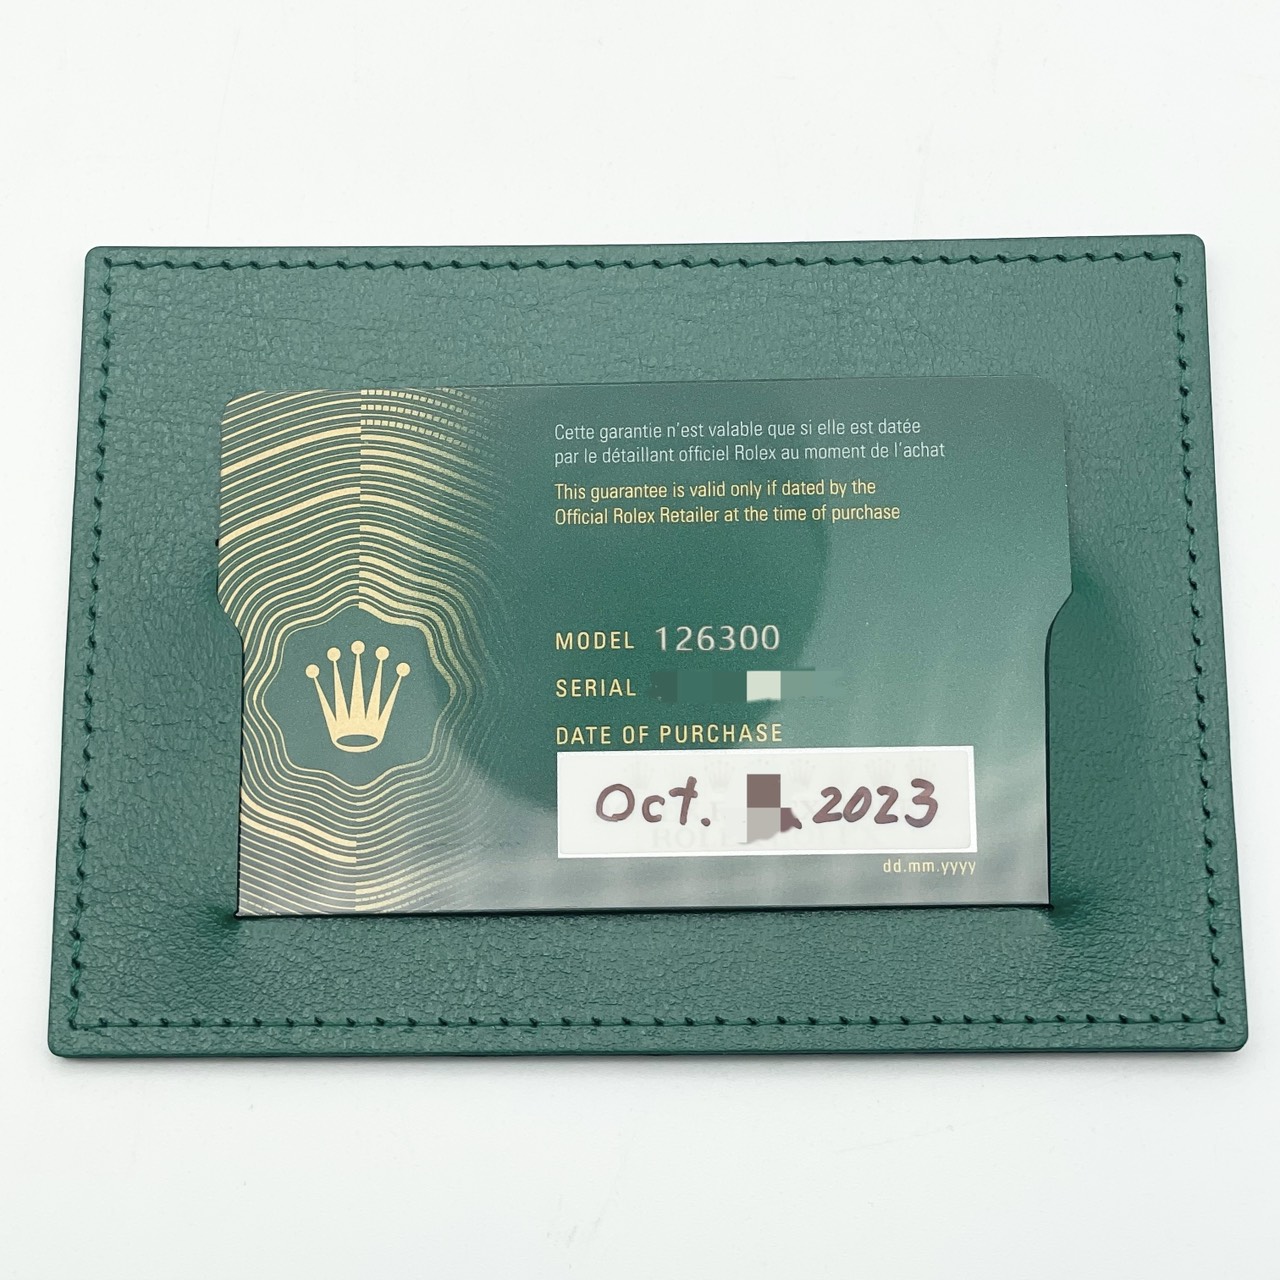 Cette garantie n'est valable que si elle est datée
par le détaillant officiel Rolex au moment de l'achat
This guarantee is valid only if dated by the
Official Rolex Retailer at the time of purchase
MODEL 126300
SERIAL
DATE OF PURCHASE
Oct. 2023
dd.mm.yyyy